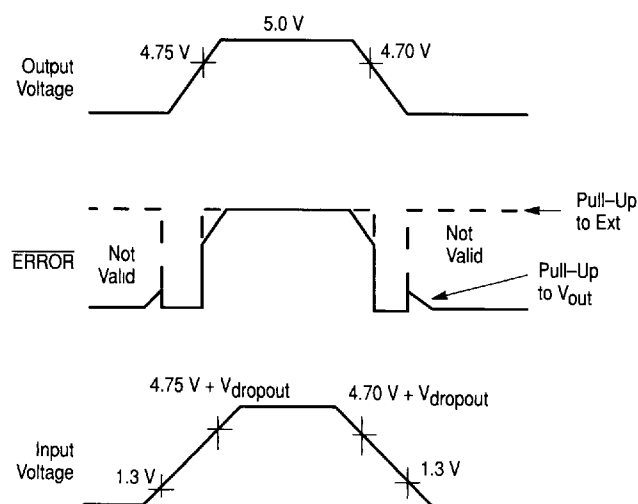 5.0 V
4.75 V
4.70 V
Output
Voltage
Pull–Up
to Ext
ERROR
Not
Valid
Not
Valid
Pull–Up
to Vout
4.75 V + Vdropout
4.70 V + Vdropout
Input
Voltage
1.3 V
1.3 V